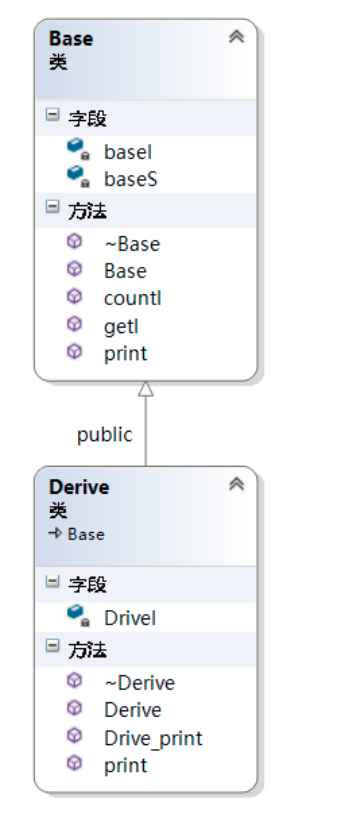 Base
类
字段
baseI
baseS
方法
~Base
Base
countI
getI
print
public
Derive
类
Base
字段
DriveI
方法
~Derive
Derive
Drive_print
print